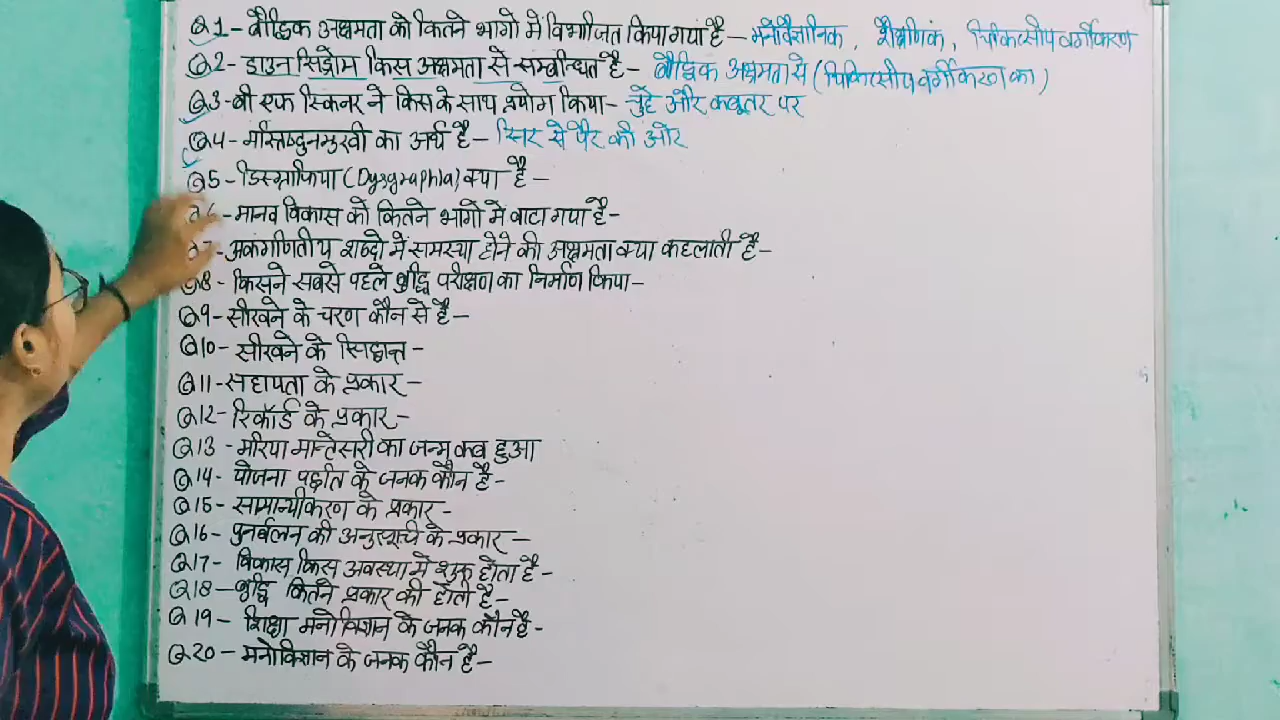 Q1- बौद्धिक अक्षमता को कितने भागो में विभाजित किया गया है - मनोवैज्ञानिक, शैक्षणिक, चिकित्सीय वर्गीकरण
Q2- डाउन सिंड्रोम किस अक्षमता से सम्बन्धित है- बौद्धिक अक्षमता से (चिकित्सीय वर्गीकरण का)
Q3- बी एफ स्किनर ने किस के साथ प्रयोग किया- चूहे और कबूतर पर
Q4- मस्तिष्दुनमुखी का अर्थ है- सिर से पैर की ओर
Q5- डिस्ग्राफिया (Dysgraphia) क्या है-
Q6- मानव विकास को कितने भागो में बाटा गया है-
Q7- अकंगणितीय शब्दो में समस्या होने की अक्षमता क्या कहलाती है-
Q8- किसने सबसे पहले बुद्धि परीक्षण का निर्माण किया-
Q9- सीखने के चरण कौन से है-
Q10- सीखने के सिद्धान्त -
Q11- सहायता के प्रकार -
Q12- रिकॉर्ड के प्रकार -
Q13- मरिया मान्टेसरी का जन्म कब हुआ
Q14- योजना पद्धति के जनक कौन है-
Q15- सामान्यीकरण के प्रकार -
Q16- पुनर्बलन की अनुसूची के प्रकार -
Q17- विकास किस अवस्था में शुरू होता है-
Q18- बुद्धि कितने प्रकार की होती है-
Q19- शिक्षा मनोविज्ञान के जनक कौन है-
Q20- मनोविज्ञान के जनक कौन है-